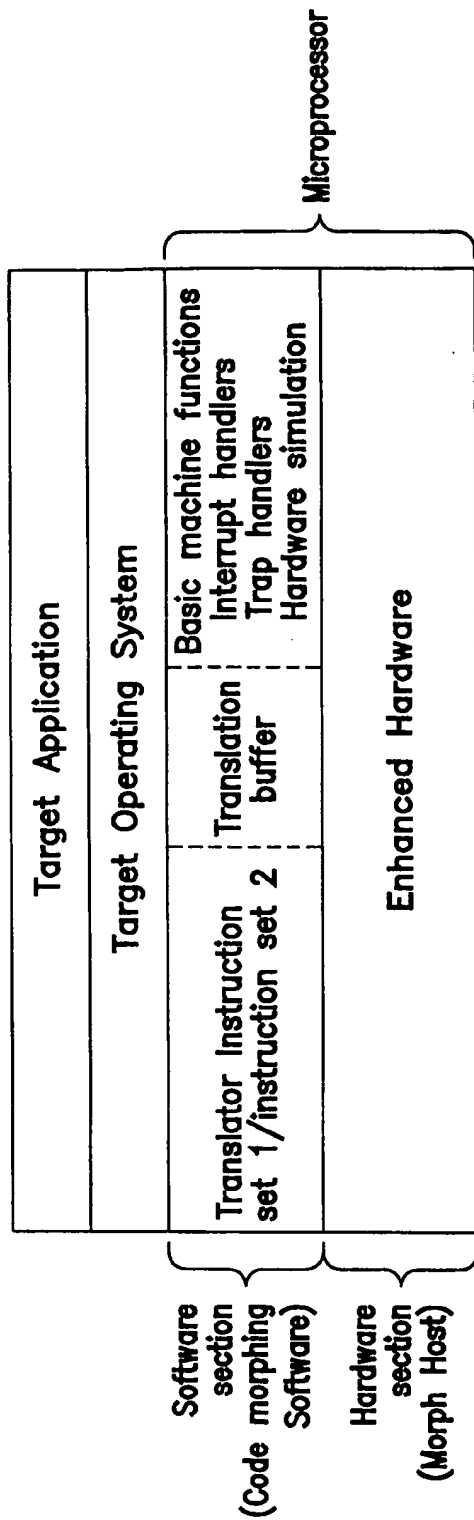 Target Application
Target Operating System
Software
section
(Code morphing
Software)
Translator Instruction
set 1/instruction set 2
Translation
buffer
Basic machine functions
Interrupt handlers
Trap handlers
Hardware simulation
Microprocessor
Hardware
section
(Morph Host)
Enhanced Hardware